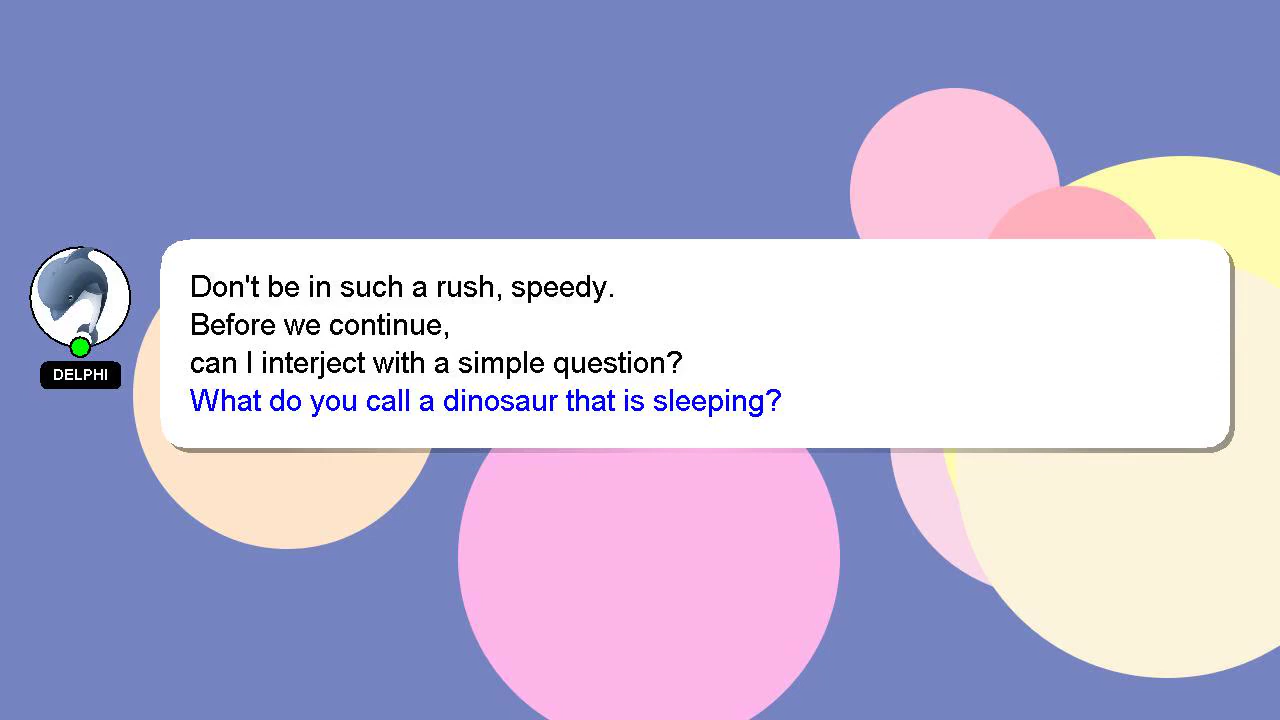 Don't be in such a rush, speedy.
Before we continue,
can I interject with a simple question?
What do you call a dinosaur that is sleeping?
DELPHI